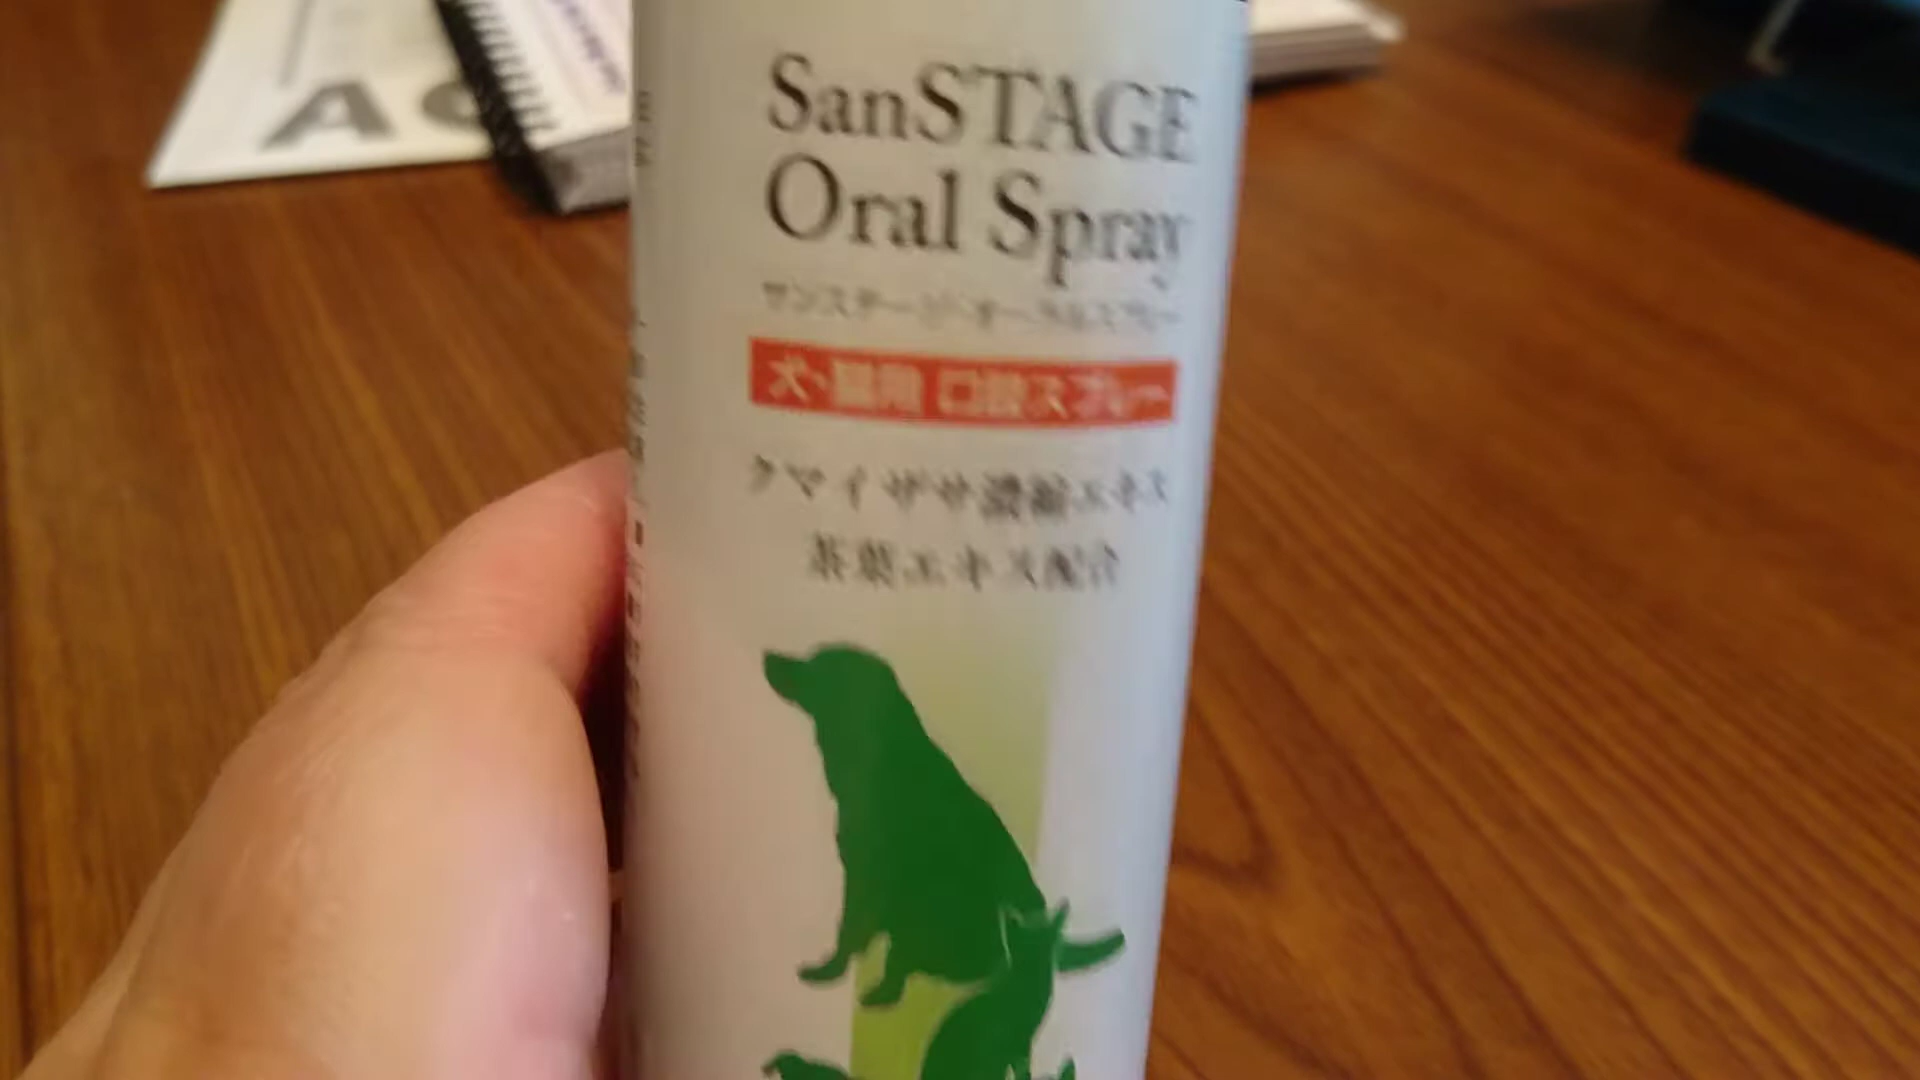 SanSTAGE
Oral Spray
サンステージ・オーラルスプレー
犬・猫用 口腔スプレー
クマイザサ濃縮エキス
茶葉エキス配合